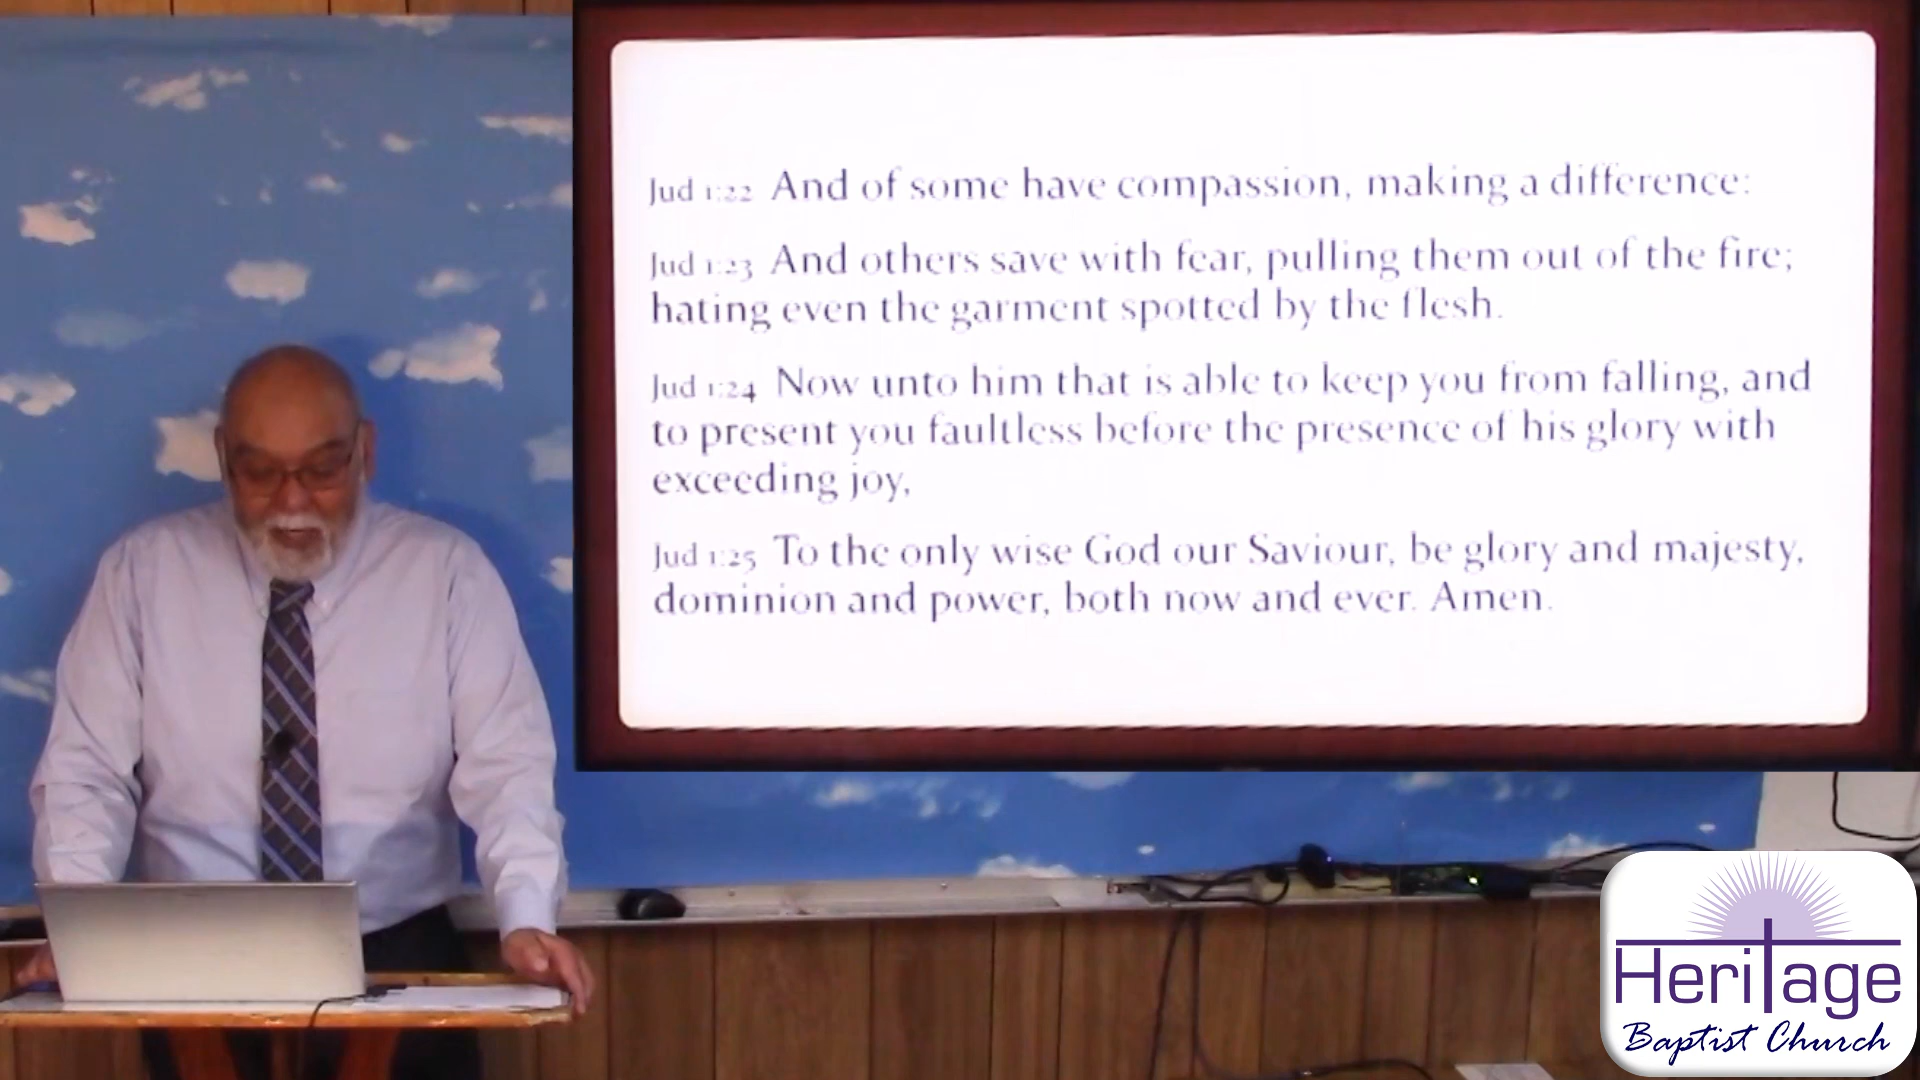 Jud 1:22 And of some have compassion, making a difference:
Jud 1:23 And others save with fear, pulling them out of the fire;
hating even the garment spotted by the flesh.
Jud 1:24 Now unto him that is able to keep you from falling, and
to present you faultless before the presence of his glory with
exceeding joy,
Jud 1:25 To the only wise God our Saviour, be glory and majesty,
dominion and power, both now and ever. Amen.
Heritage
Baptist Church